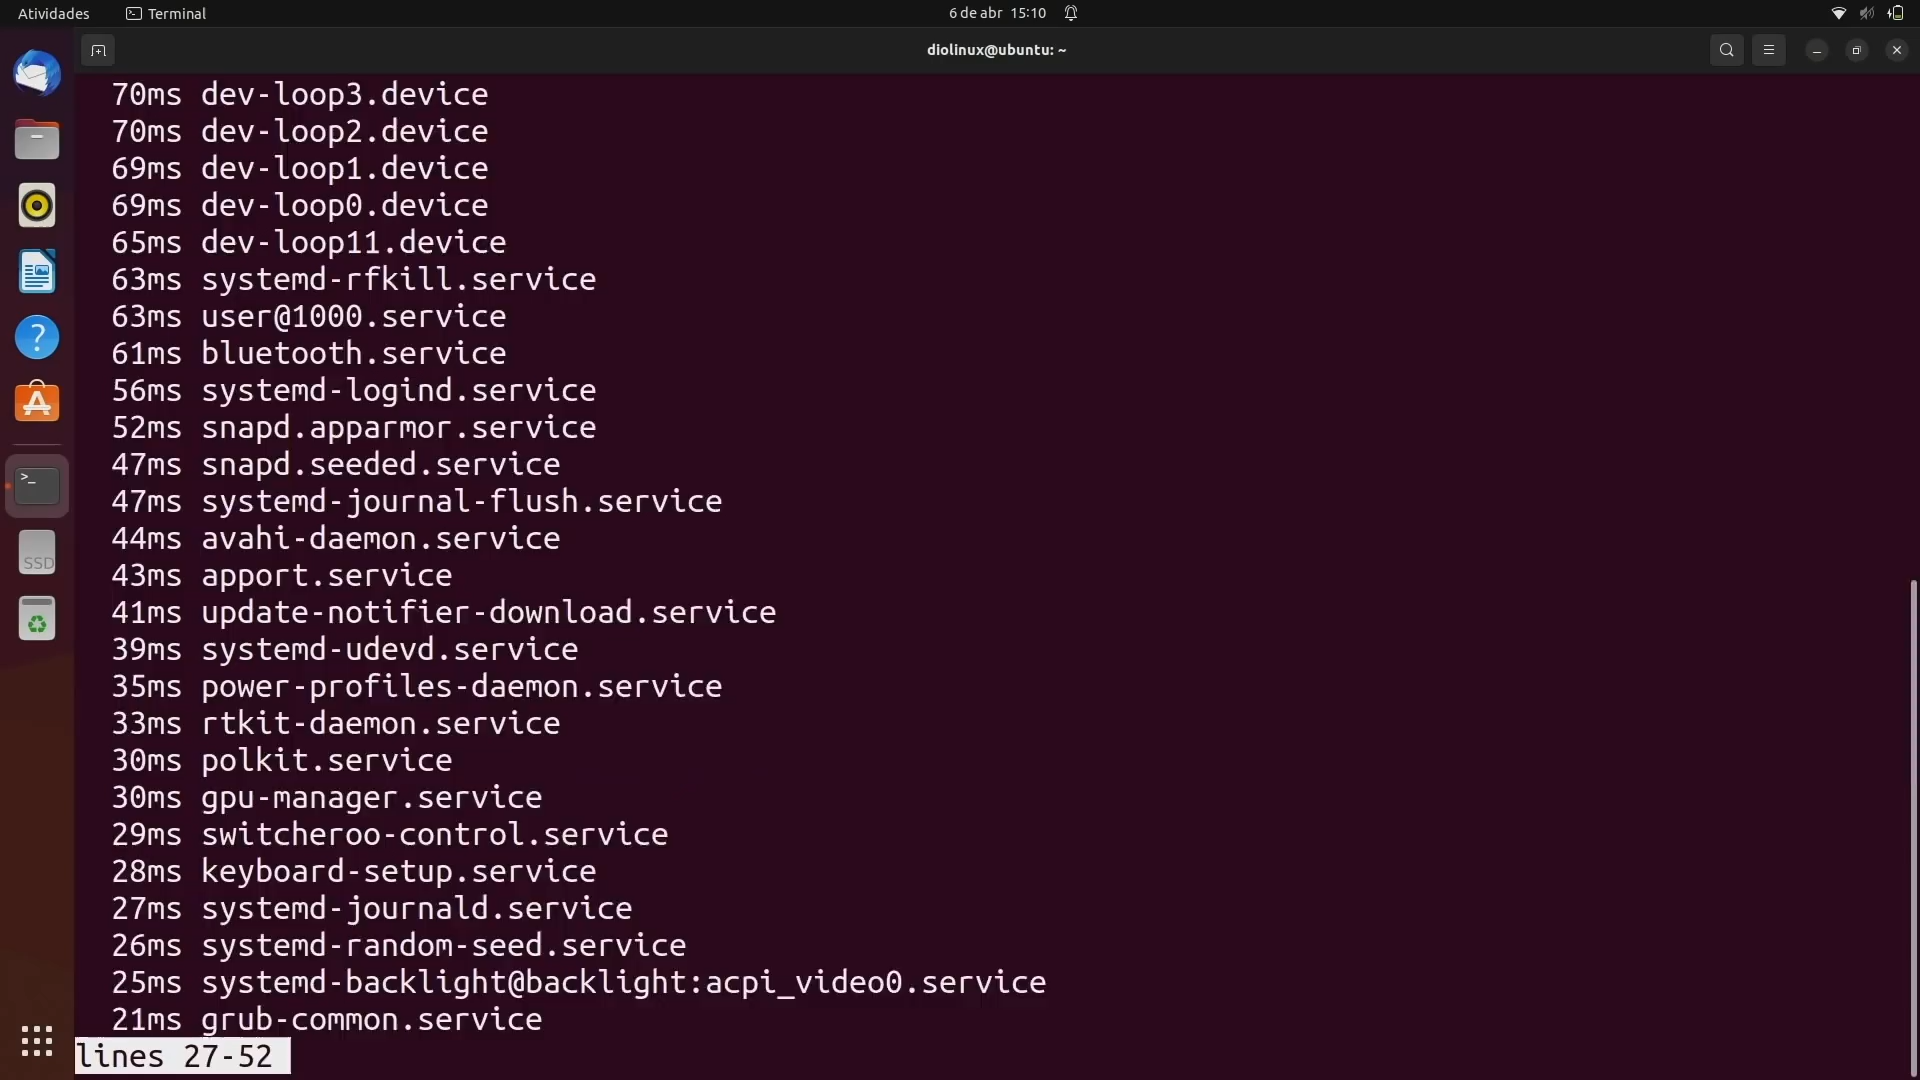 Atividades
Terminal
6 de abr 15:10
diolinux@ubuntu: ~
70ms dev-loop3.device
70ms dev-loop2.device
69ms dev-loop1.device
69ms dev-loop0.device
65ms dev-loop11.device
63ms systemd-rfkill.service
63ms user@1000.service
61ms bluetooth.service
56ms systemd-logind.service
52ms snapd.apparmor.service
47ms snapd.seeded.service
47ms systemd-journal-flush.service
44ms avahi-daemon.service
43ms apport.service
41ms update-notifier-download.service
39ms systemd-udevd.service
35ms power-profiles-daemon.service
33ms rtkit-daemon.service
30ms polkit.service
30ms gpu-manager.service
29ms switcheroo-control.service
28ms keyboard-setup.service
27ms systemd-journald.service
26ms systemd-random-seed.service
25ms systemd-backlight@backlight:acpi_video0.service
21ms grub-common.service
lines 27-52
SSD